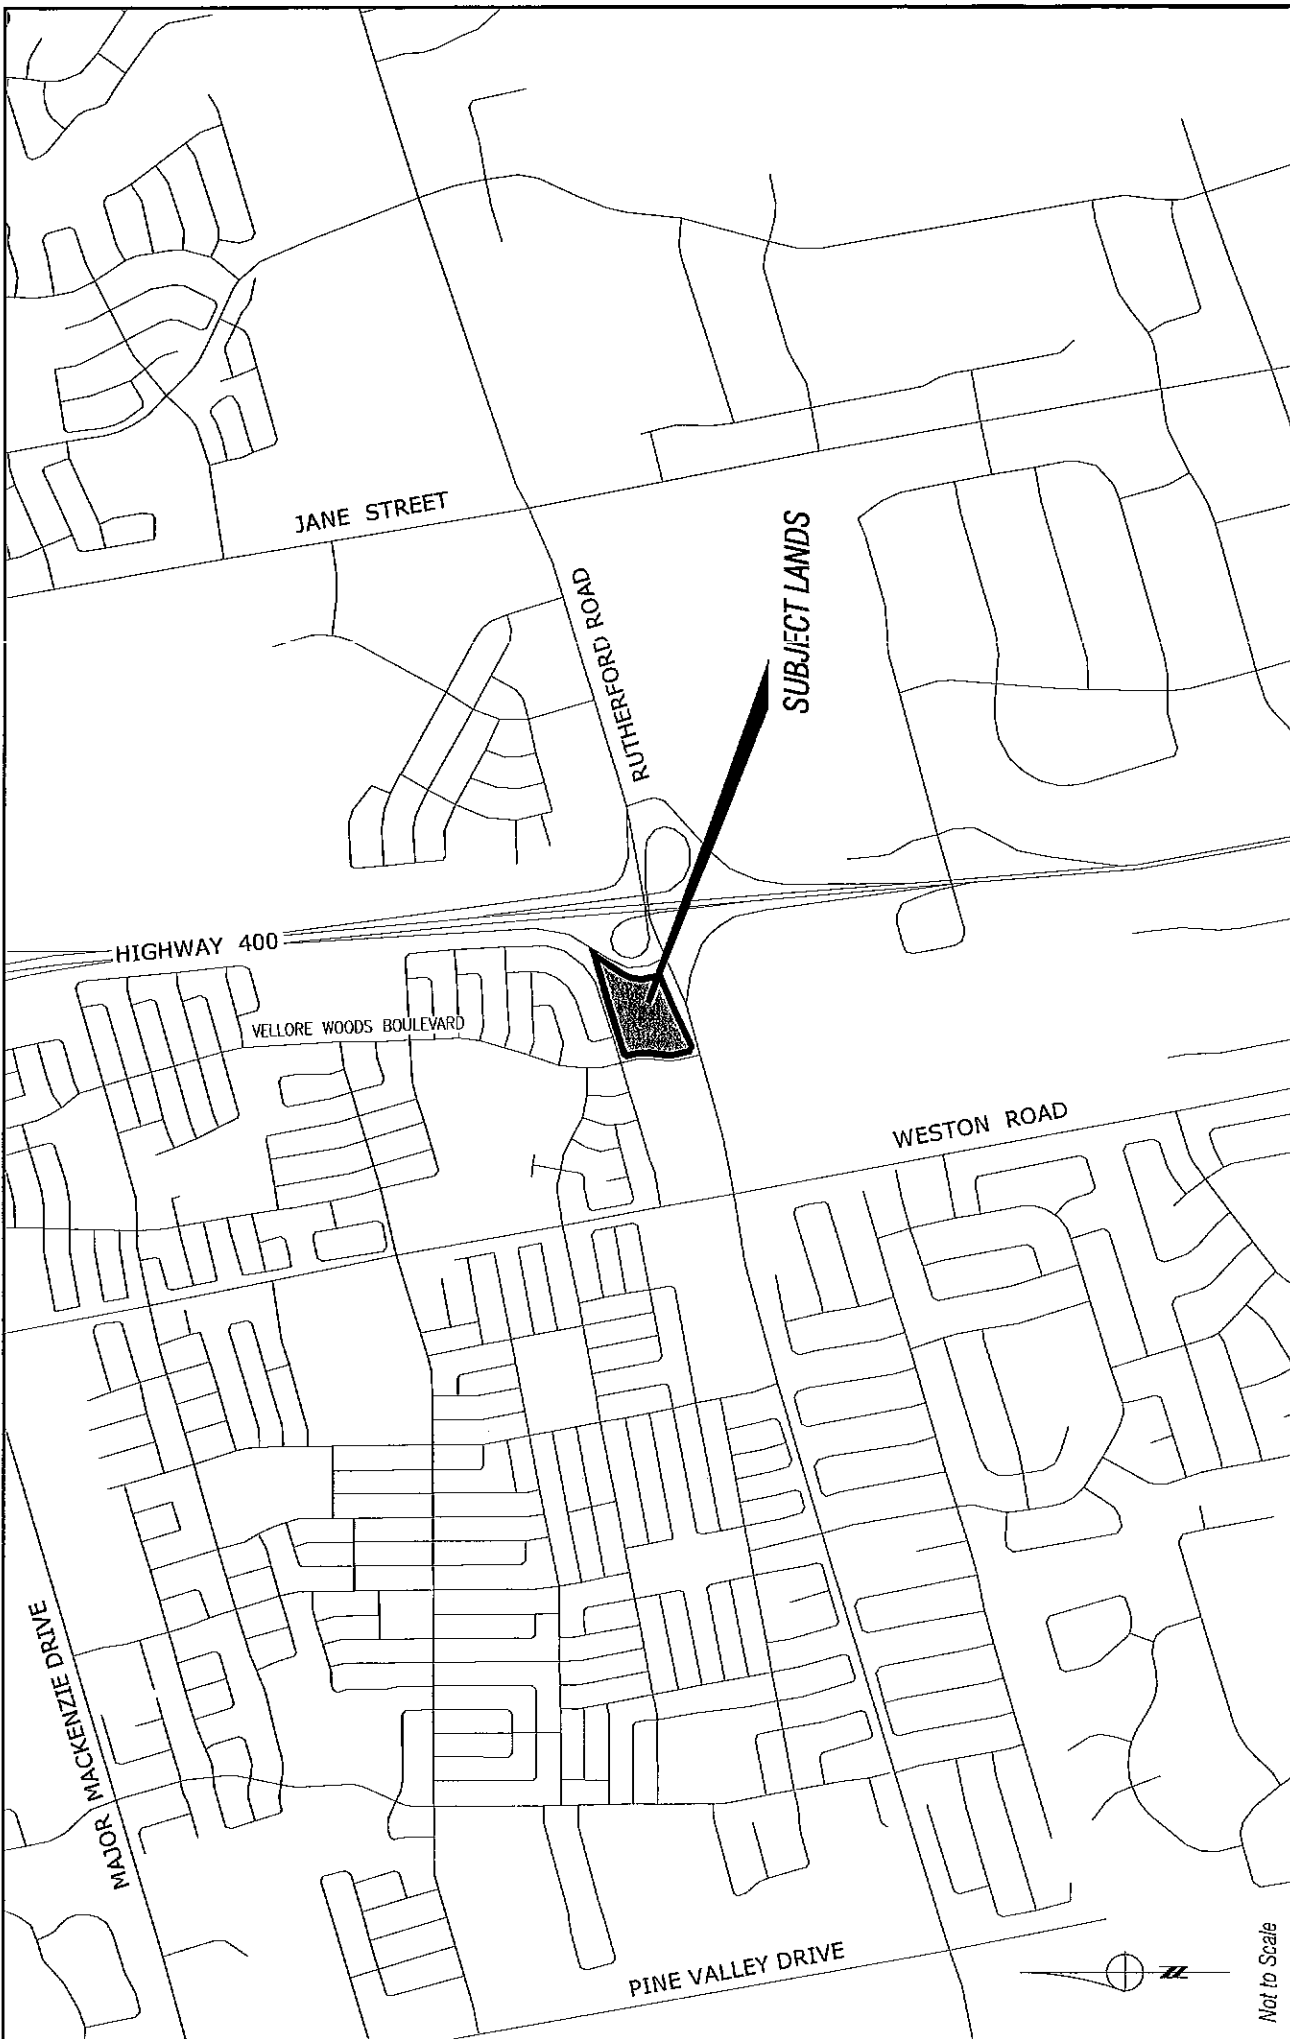 JANE STREET
RUTHERFORD ROAD
SUBJECT LANDS
HIGHWAY 400
VELLORE WOODS BOULEVARD
WESTON ROAD
MAJOR MACKENZIE DRIVE
PINE VALLEY DRIVE
N
Not to Scale